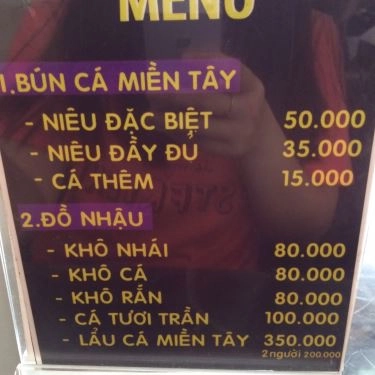 MENU
1.BÚN CÁ MIỀN TÂY
- NIÊU ĐẶC BIỆT 50.000
- NIÊU ĐẦY ĐỦ 35.000
- CÁ THÊM 15.000
2.ĐỒ NHẬU
- KHÔ NHÁI 80.000
- KHÔ CÁ 80.000
- KHÔ RẮN 80.000
- CÁ TƯƠI TRẦN 100.000
- LẨU CÁ MIỀN TÂY 350.000
2 người 200.000